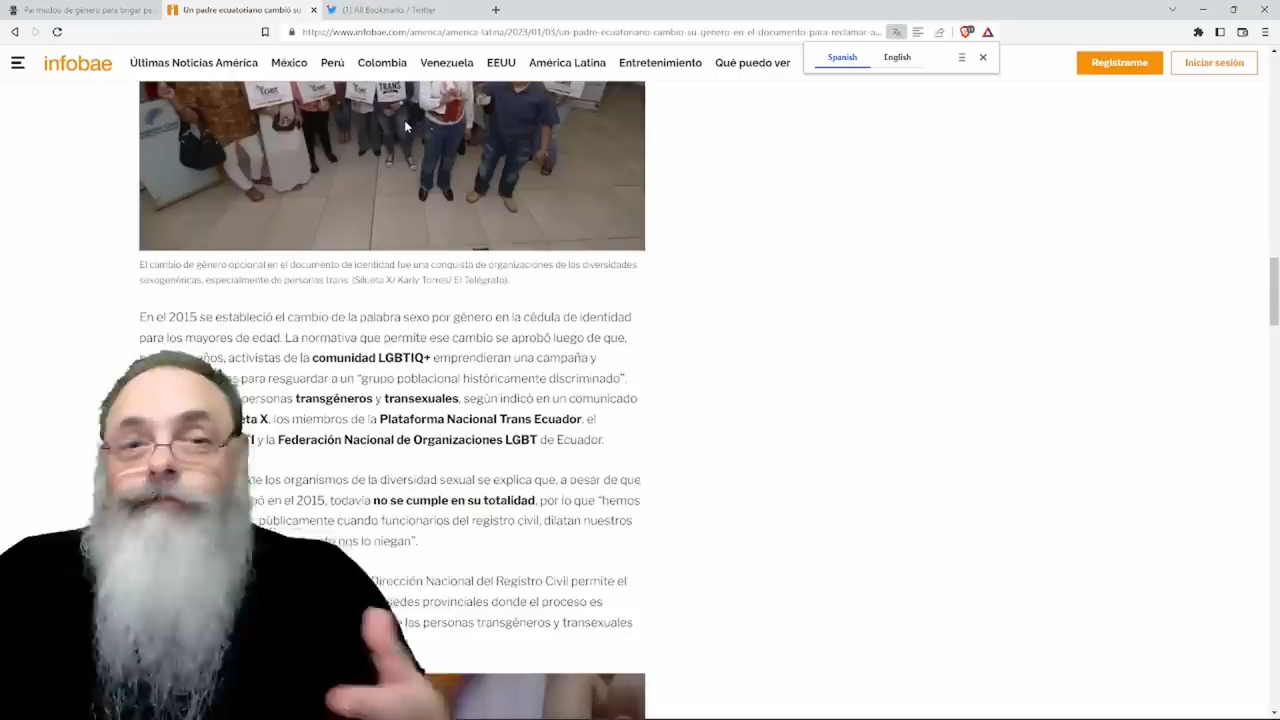 Pai mudou de gênero para brigar pe
Un padre ecuatoriano cambió su
(1) All Bookmarks / Twitter
https://www.infobae.com/america/america-latina/2023/01/03/un-padre-ecuatoriano-cambio-su-genero-en-el-documento-para-reclamar-a...
infobae
Últimas Noticias América México Perú Colombia Venezuela EEUU América Latina Entretenimiento Qué puedo ver
Spanish English
Registrarme Iniciar sesión
LGBT
TRANS
El cambio de género opcional en el documento de identidad fue una conquista de organizaciones de las diversidades
sexogenéricas, especialmente de personas trans. (Silueta X/ Karly Torres/ El Telégrafo).
En el 2015 se estableció el cambio de la palabra sexo por género en la cédula de identidad
para los mayores de edad. La normativa que permite ese cambio se aprobó luego de que,
años, activistas de la comunidad LGBTIQ+ emprendieran una campaña y
para resguardar a un “grupo poblacional históricamente discriminado”.
personas transgéneros y transexuales, según indicó en un comunicado
eta X, los miembros de la Plataforma Nacional Trans Ecuador, el
I y la Federación Nacional de Organizaciones LGBT de Ecuador.
los organismos de la diversidad sexual se explica que, a pesar de que
en el 2015, todavía no se cumple en su totalidad, por lo que “hemos
públicamente cuando funcionarios del registro civil, dilatan nuestros
nos lo niegan”.
Dirección Nacional del Registro Civil permite el
sedes provinciales donde el proceso es
las personas transgéneros y transexuales